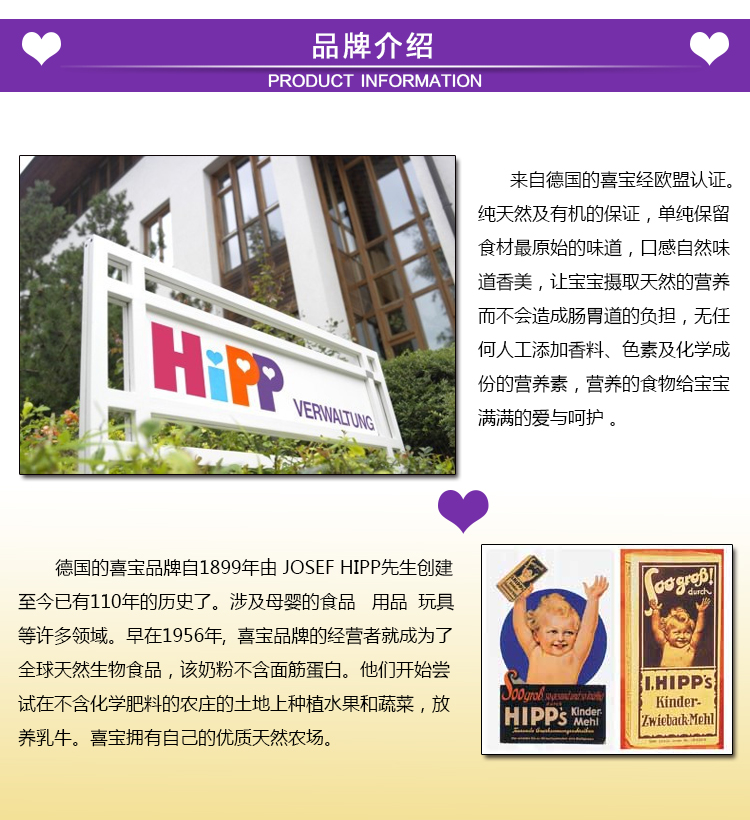 品牌介绍
PRODUCT INFORMATION
来自德国的喜宝经欧盟认证。
纯天然及有机的保证，单纯保留
食材最原始的味道，口感自然味
道香美，让宝宝摄取天然的营养
而不会造成肠胃道的负担，无任
何人工添加香料、色素及化学成
份的营养素，营养的食物给宝宝
满满的爱与呵护 。
HiPP
VERWALTUNG
德国的喜宝品牌自1899年由 JOSEF HIPP先生创建
至今已有110年的历史了。涉及母婴的食品 用品 玩具
等许多领域。早在1956年, 喜宝品牌的经营者就成为了
全球天然生物食品，该奶粉不含面筋蛋白。他们开始尝
试在不含化学肥料的农庄的土地上种植水果和蔬菜，放
养乳牛。喜宝拥有自己的优质天然农场。
Soo groß
HIPP's Kinder-
Mehl
Soo groß!
durch
I.HIPP's
Kinder-
Zwieback-Mehl